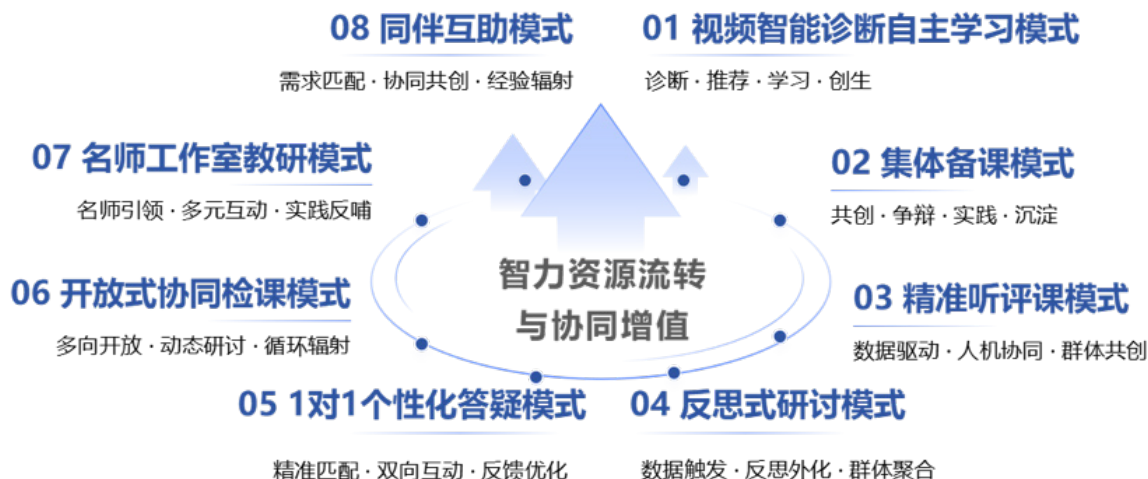 08 同伴互助模式
需求匹配·协同共创·经验辐射
01 视频智能诊断自主学习模式
诊断·推荐·学习·创生
07 名师工作室教研模式
名师引领·多元互动·实践反哺
02 集体备课模式
共创·争辩·实践·沉淀
智力资源流转
与协同增值
06 开放式协同检课模式
多向开放·动态研讨·循环辐射
03 精准听评课模式
数据驱动·人机协同·群体共创
05 1对1个性化答疑模式
精准匹配·双向互动·反馈优化
04 反思式研讨模式
数据触发·反思外化·群体聚合